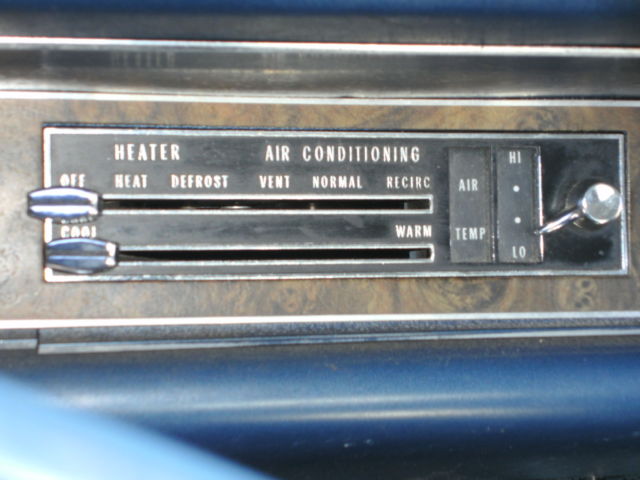 HEATER AIR CONDITIONING
OFF HEAT DEFROST VENT NORMAL RECIRC
COOL WARM
AIR
TEMP
HI
LO